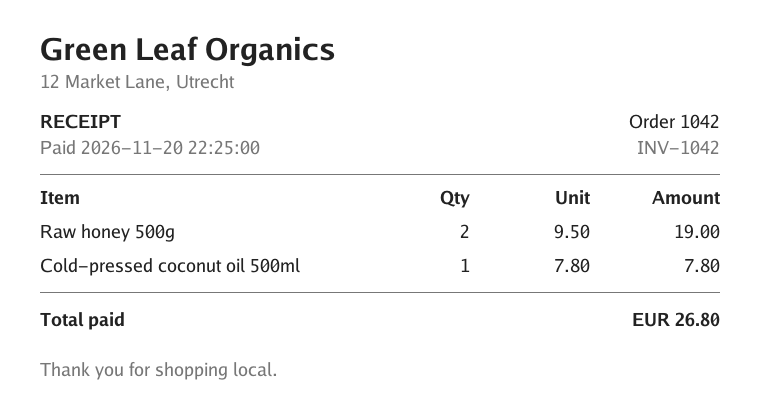 Green Leaf Organics
12 Market Lane, Utrecht
RECEIPT Order 1042
Paid 2026-11-20 22:25:00 INV-1042
Item Qty Unit Amount
Raw honey 500g 2 9.50 19.00
Cold-pressed coconut oil 500ml 1 7.80 7.80
Total paid EUR 26.80
Thank you for shopping local.